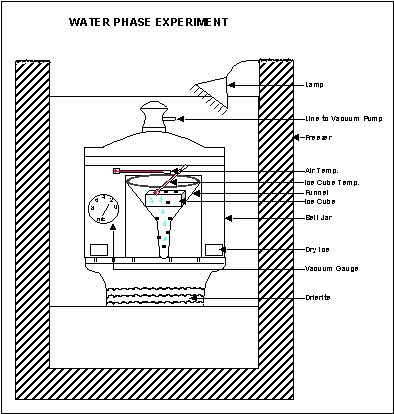 WATER PHASE EXPERIMENT
Lamp
Line to Vacuum Pump
Freezer
Air Temp.
Ice Cube Temp.
Funnel
Ice Cube
Bell Jar
Dry Ice
Vacuum Gauge
Drierite